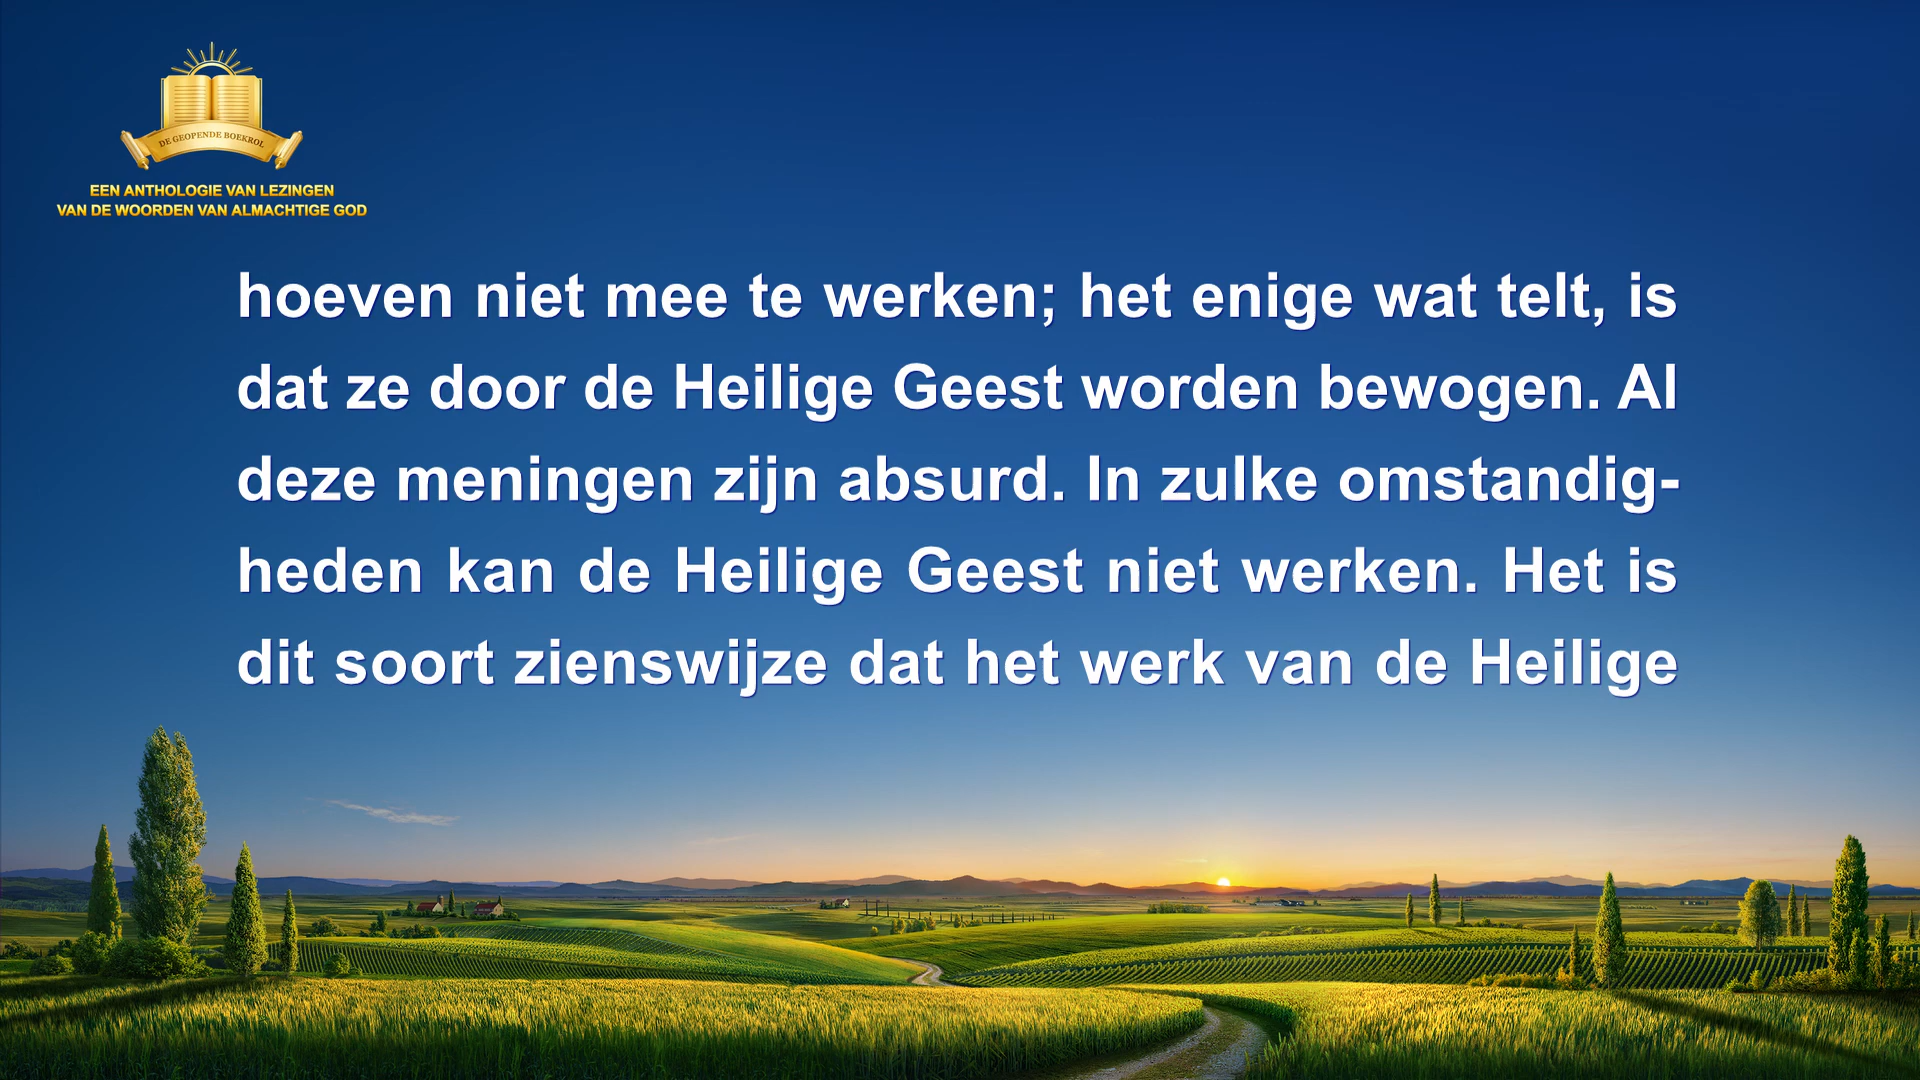 DE GEOPENDE BOEKROL
EEN ANTHOLOGIE VAN LEZINGEN
VAN DE WOORDEN VAN ALMACHTIGE GOD
hoeven niet mee te werken; het enige wat telt, is
dat ze door de Heilige Geest worden bewogen. Al
deze meningen zijn absurd. In zulke omstandig-
heden kan de Heilige Geest niet werken. Het is
dit soort zienswijze dat het werk van de Heilige